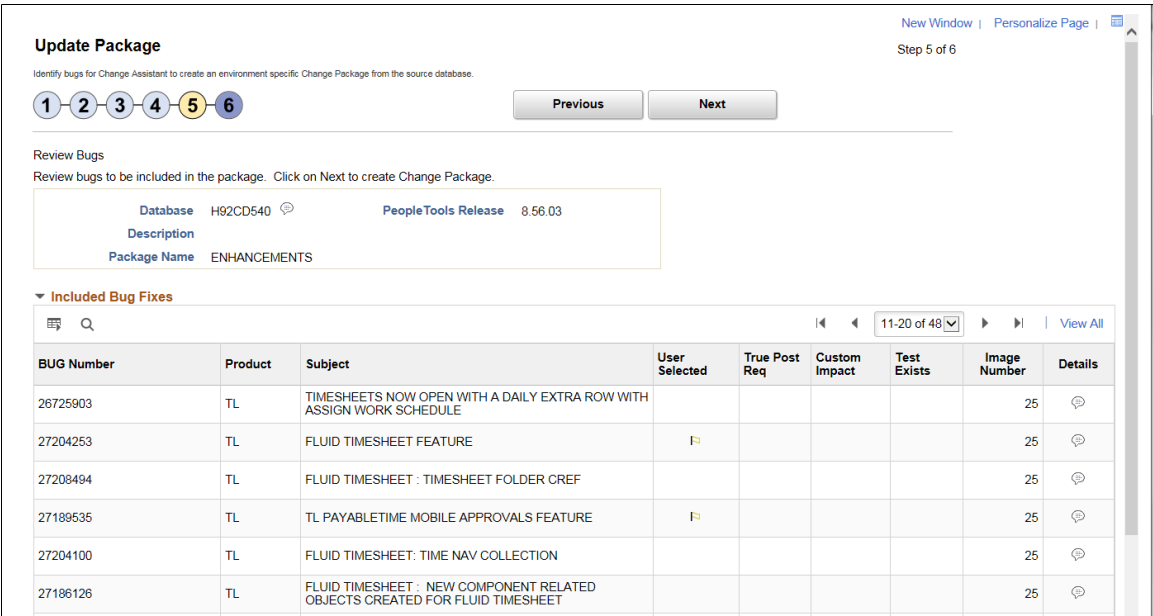 New Window | Personalize Page |
Update Package
Step 5 of 6
Identify bugs for Change Assistant to create an environment specific Change Package from the source database.
1 2 3 4 5 6
Previous Next
Review Bugs
Review bugs to be included in the package. Click on Next to create Change Package.
Database H92CD540 PeopleTools Release 8.56.03
Description
Package Name ENHANCEMENTS
Included Bug Fixes
11-20 of 48 | View All
BUG Number Product Subject User Selected True Post Req Custom Impact Test Exists Image Number Details
26725903 TL TIMESHEETS NOW OPEN WITH A DAILY EXTRA ROW WITH
ASSIGN WORK SCHEDULE 25
27204253 TL FLUID TIMESHEET FEATURE 25
27208494 TL FLUID TIMESHEET : TIMESHEET FOLDER CREF 25
27189535 TL TL PAYABLETIME MOBILE APPROVALS FEATURE 25
27204100 TL FLUID TIMESHEET: TIME NAV COLLECTION 25
27186126 TL FLUID TIMESHEET : NEW COMPONENT RELATED
OBJECTS CREATED FOR FLUID TIMESHEET 25